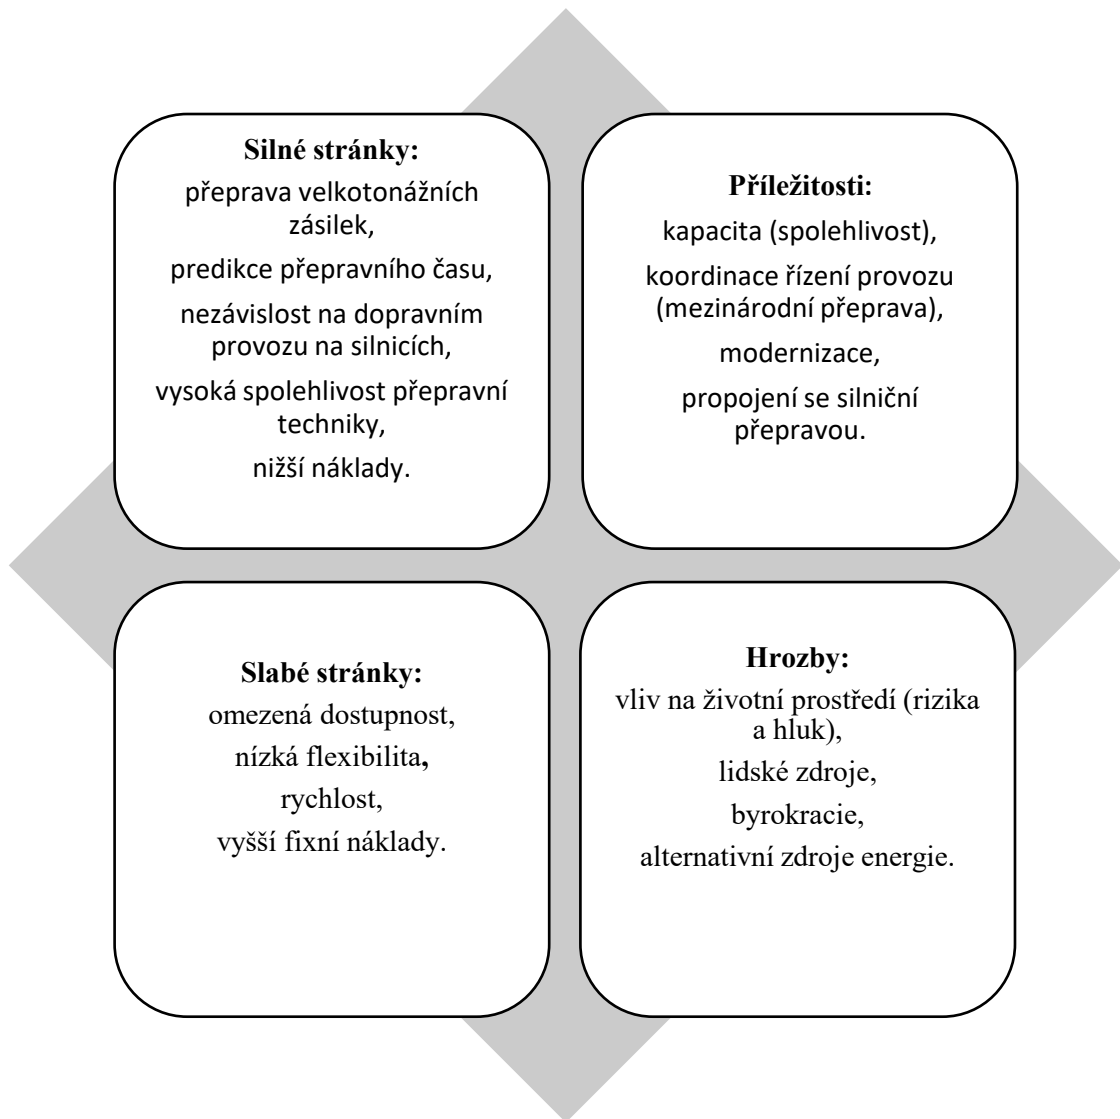 Silné stránky:
přeprava velkotonážních
zásilek,
predikce přepravního času,
nezávislost na dopravním
provozu na silnicích,
vysoká spolehlivost přepravní
techniky,
nižší náklady.
Příležitosti:
kapacita (spolehlivost),
koordinace řízení provozu
(mezinárodní přeprava),
modernizace,
propojení se silniční
přepravou.
Slabé stránky:
omezená dostupnost,
nízká flexibilita,
rychlost,
vyšší fixní náklady.
Hrozby:
vliv na životní prostředí (rizika
a hluk),
lidské zdroje,
byrokracie,
alternativní zdroje energie.